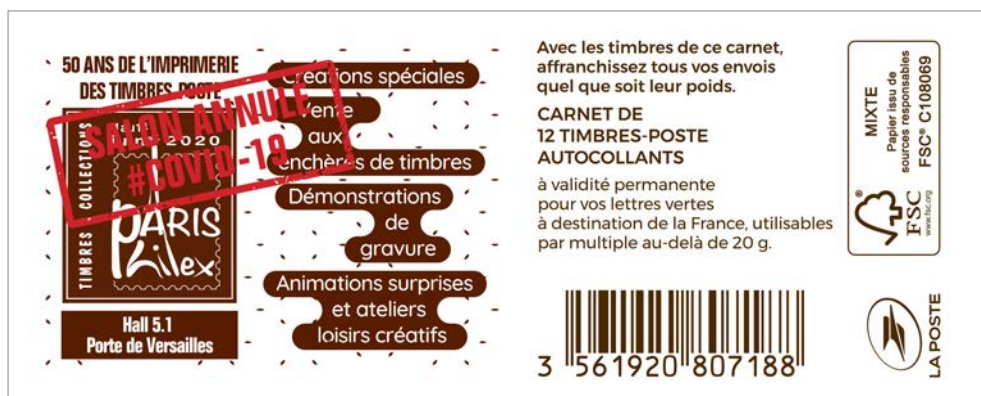 50 ANS DE L'IMPRIMERIE
DES TIMBRES-POSTE
2020
SALON ANNULÉ
#COVID-19
TIMBRES - COLLECTIONS
PARIS
Philex
Hall 5.1
Porte de Versailles
Créations spéciales
Vente
aux
enchères de timbres
Démonstrations
de
gravure
Animations surprises
et ateliers
loisirs créatifs
Avec les timbres de ce carnet,
affranchissez tous vos envois
quel que soit leur poids.
CARNET DE
12 TIMBRES-POSTE
AUTOCOLLANTS
à validité permanente
pour vos lettres vertes
à destination de la France, utilisables
par multiple au-delà de 20 g.
3 561920 807188
MIXTE
Papier issu de
sources responsables
FSC® C108069
®
FSC
www.fsc.org
LA POSTE